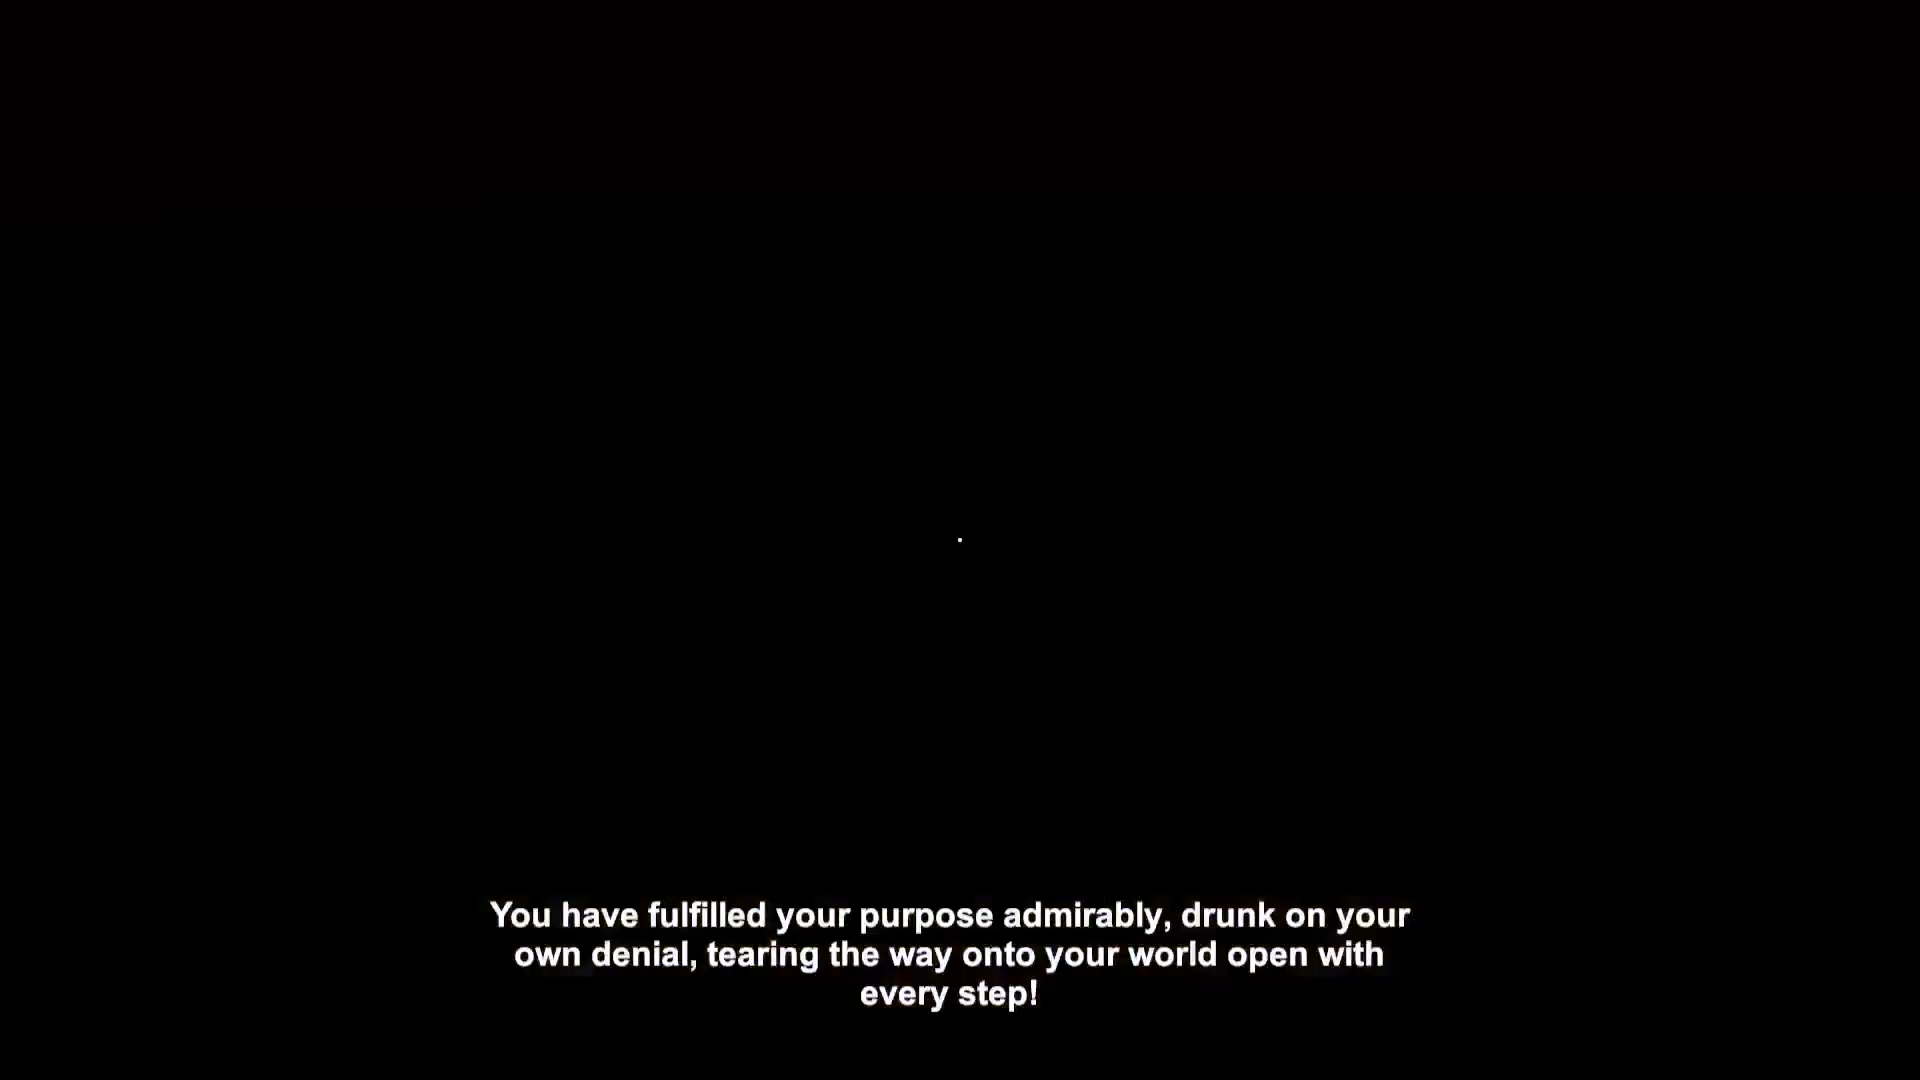 You have fulfilled your purpose admirably, drunk on your
own denial, tearing the way onto your world open with
every step!